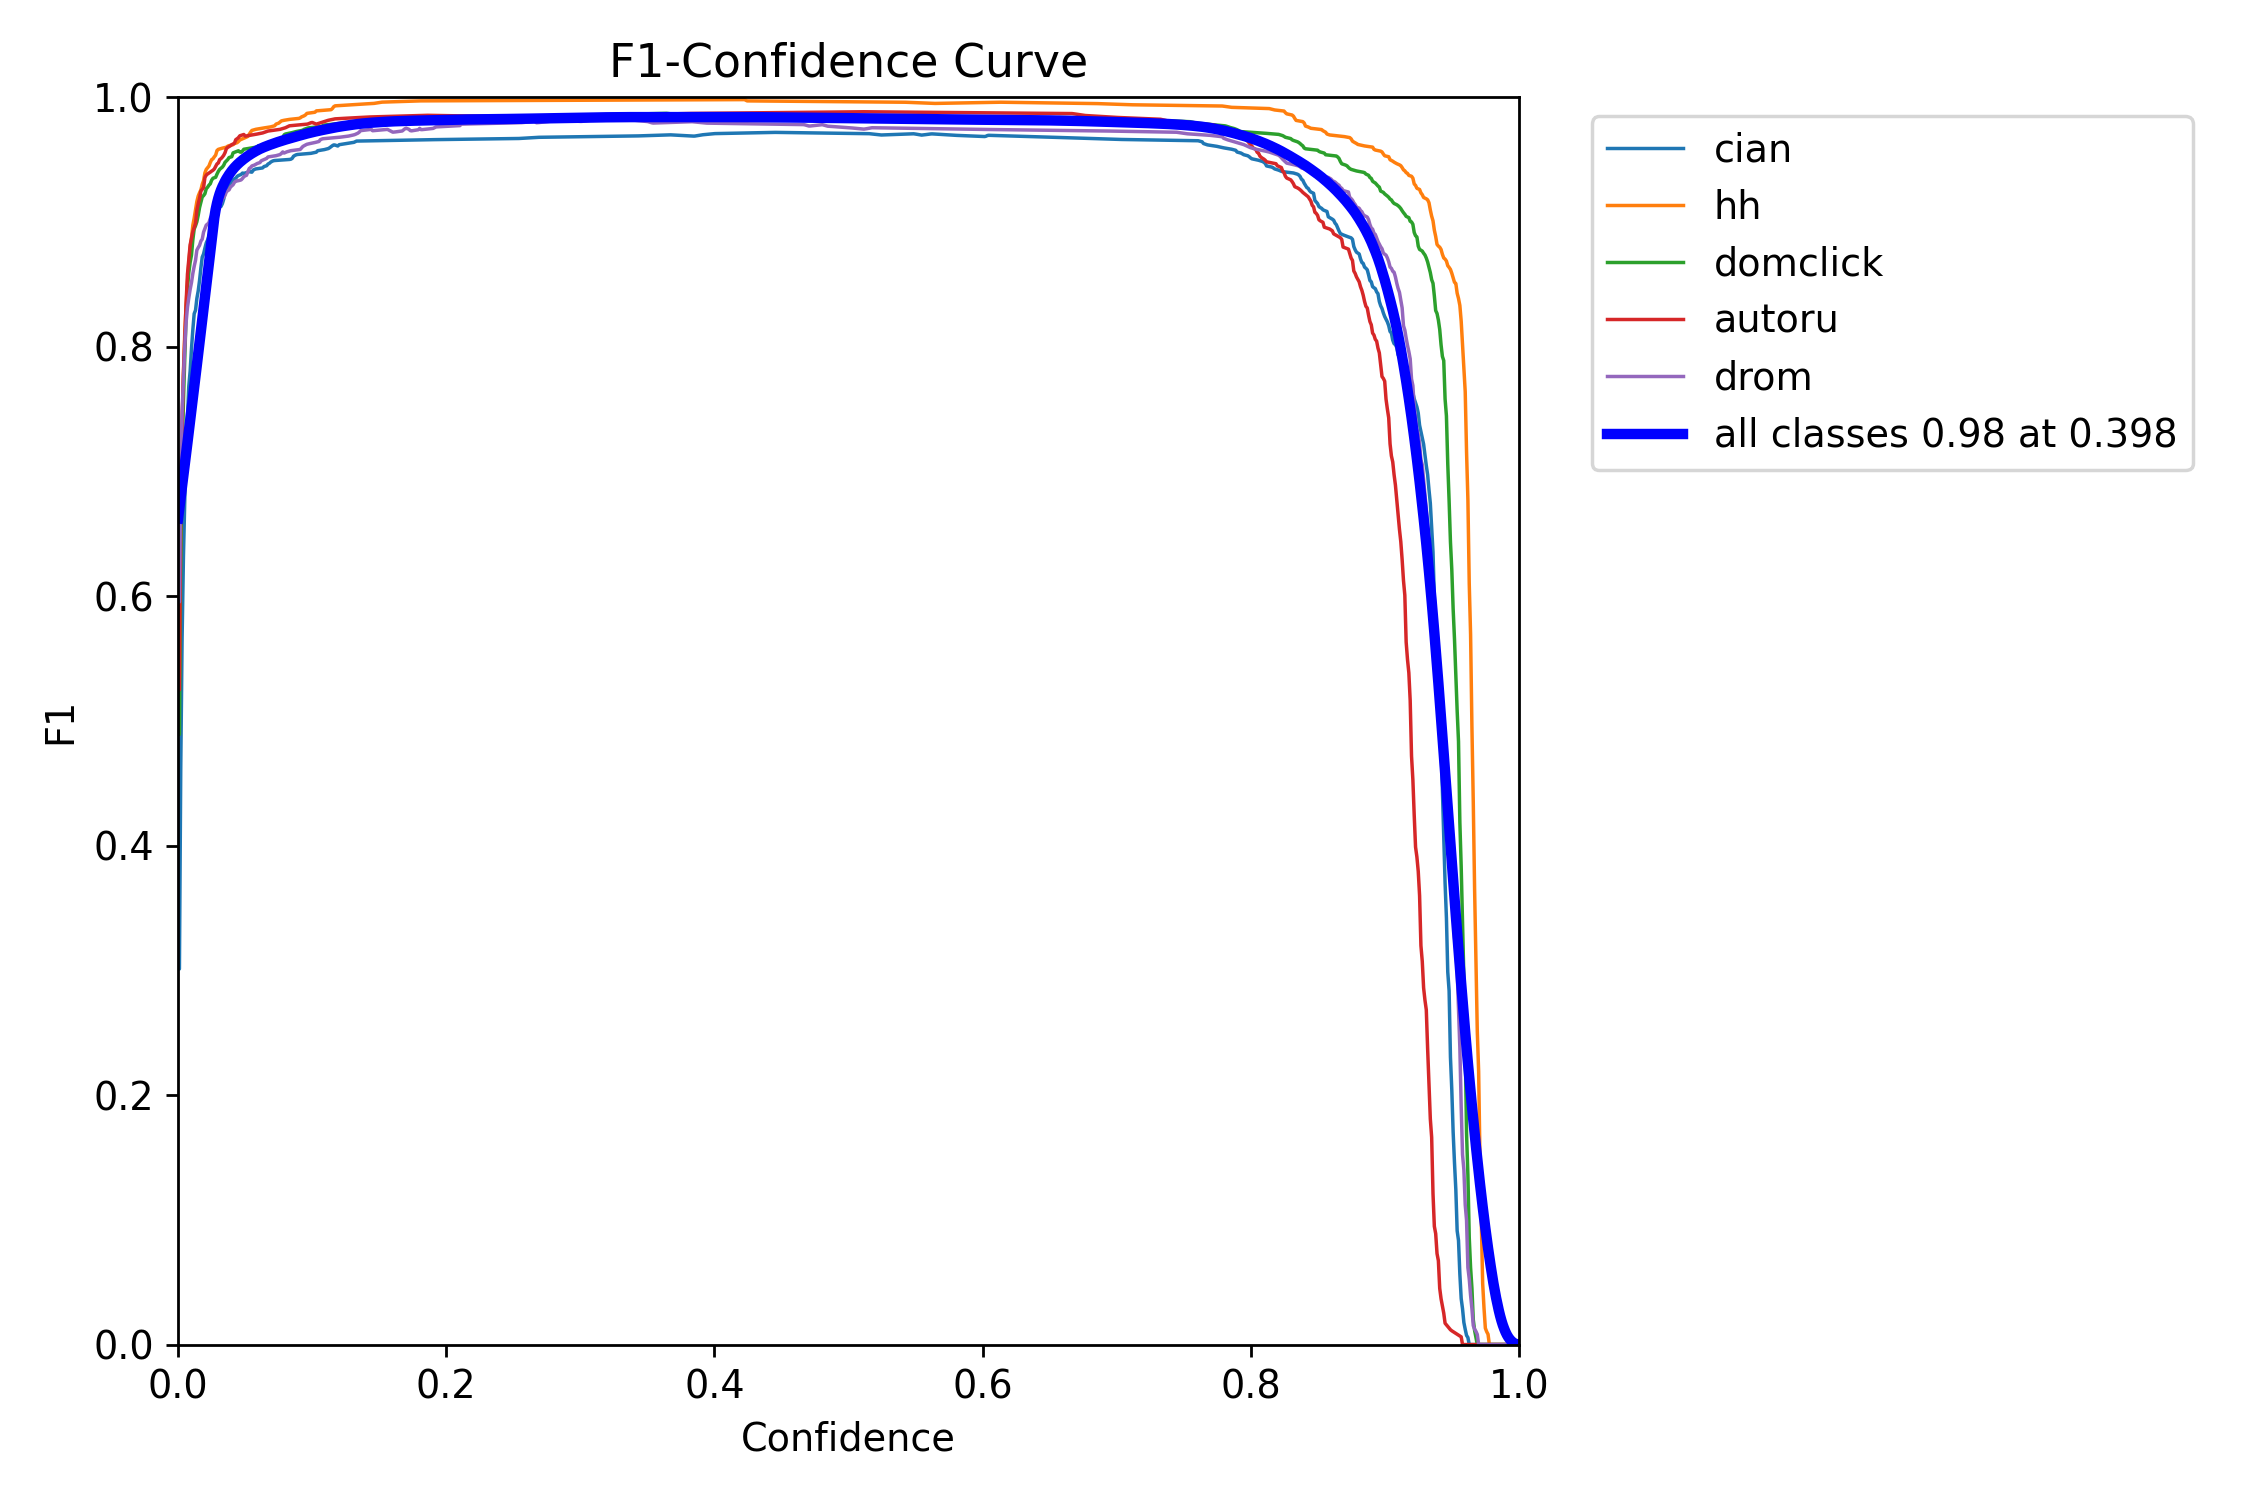 F1-Confidence Curve
1.0
0.8
0.6
0.4
0.2
0.0
F1
0.0 0.2 0.4 0.6 0.8 1.0
Confidence
cian
hh
domclick
autoru
drom
all classes 0.98 at 0.398